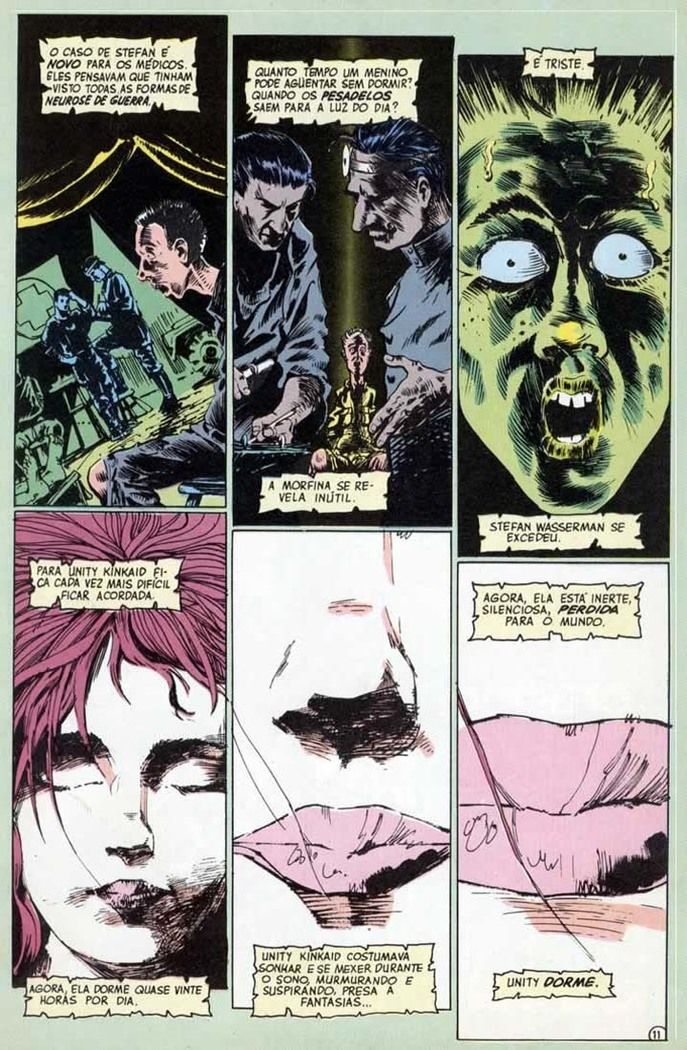 O CASO DE STEFAN É
NOVO PARA OS MÉDICOS.
ELES PENSAVAM QUE TINHAM
VISTO TODAS AS FORMAS DE
NEUROSE DE GUERRA.
QUANTO TEMPO UM MENINO
PODE AGÜENTAR SEM DORMIR?
QUANDO OS PESADELOS
SAEM PARA A LUZ DO DIA?
A MORFINA SE RE-
VELA INÚTIL.
É TRISTE.
STEFAN WASSERMAN SE
EXCEDEU.
PARA UNITY KINKAID FI-
CA CADA VEZ MAIS DIFÍCIL
FICAR ACORDADA.
AGORA, ELA DORME QUASE VINTE
HORAS POR DIA.
UNITY KINKAID COSTUMAVA
SONHAR E SE MEXER DURANTE
O SONO, MURMURANDO E
SUSPIRANDO, PRESA A
FANTASIAS...
AGORA, ELA ESTÁ INERTE,
SILENCIOSA, PERDIDA
PARA O MUNDO.
UNITY DORME.
11